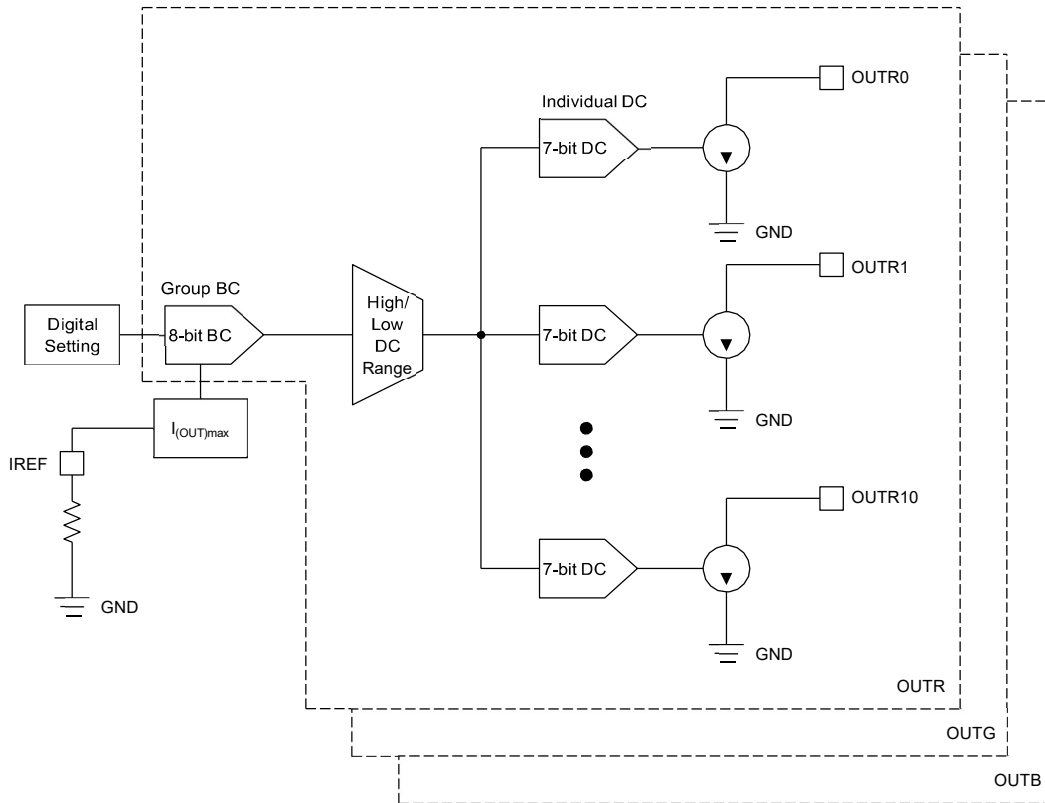 OUTR0
Individual DC
7-bit DC
GND
OUTR1
Group BC
Digital
Setting
8-bit BC
High/
Low
DC
Range
7-bit DC
GND
I(OUT)max
IREF
GND
OUTR10
7-bit DC
GND
OUTR
OUTG
OUTB